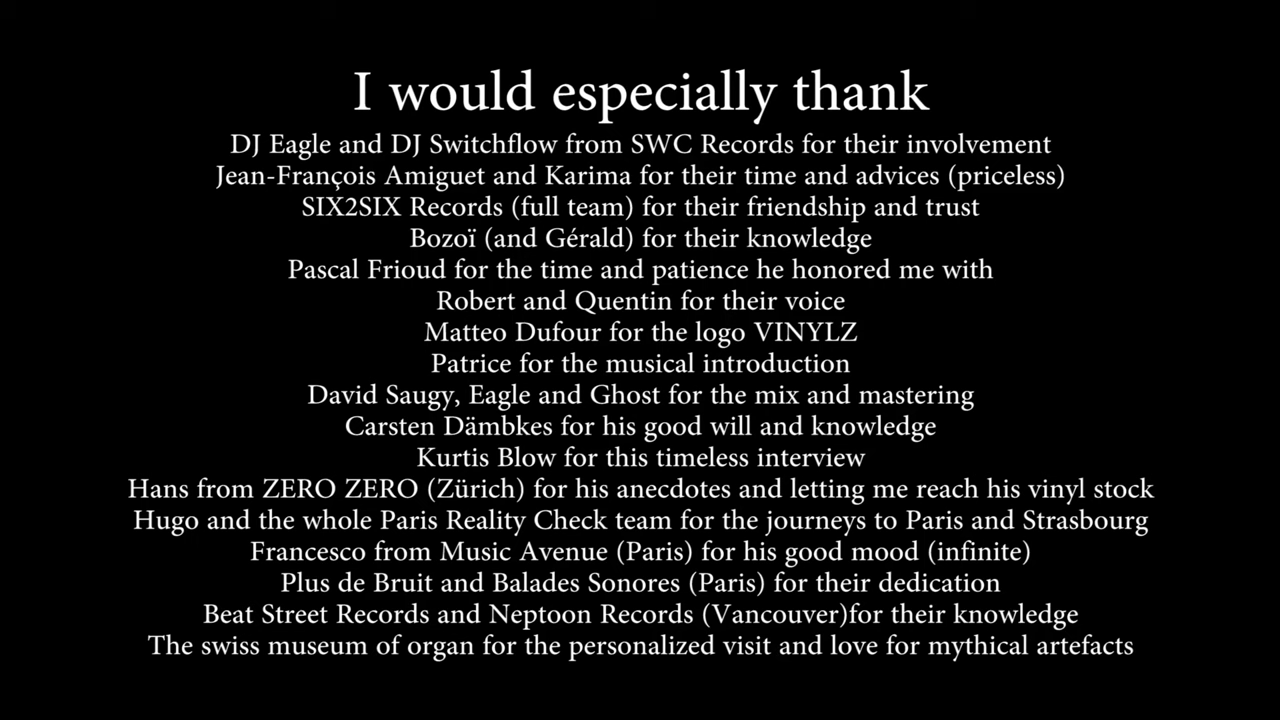 I would especially thank
DJ Eagle and DJ Switchflow from SWC Records for their involvement
Jean-François Amiguet and Karima for their time and advices (priceless)
SIX2SIX Records (full team) for their friendship and trust
Bozoï (and Gérald) for their knowledge
Pascal Frioud for the time and patience he honored me with
Robert and Quentin for their voice
Matteo Dufour for the logo VINYLZ
Patrice for the musical introduction
David Saugy, Eagle and Ghost for the mix and mastering
Carsten Dämbkes for his good will and knowledge
Kurtis Blow for this timeless interview
Hans from ZERO ZERO (Zürich) for his anecdotes and letting me reach his vinyl stock
Hugo and the whole Paris Reality Check team for the journeys to Paris and Strasbourg
Francesco from Music Avenue (Paris) for his good mood (infinite)
Plus de Bruit and Balades Sonores (Paris) for their dedication
Beat Street Records and Neptoon Records (Vancouver)for their knowledge
The swiss museum of organ for the personalized visit and love for mythical artefacts